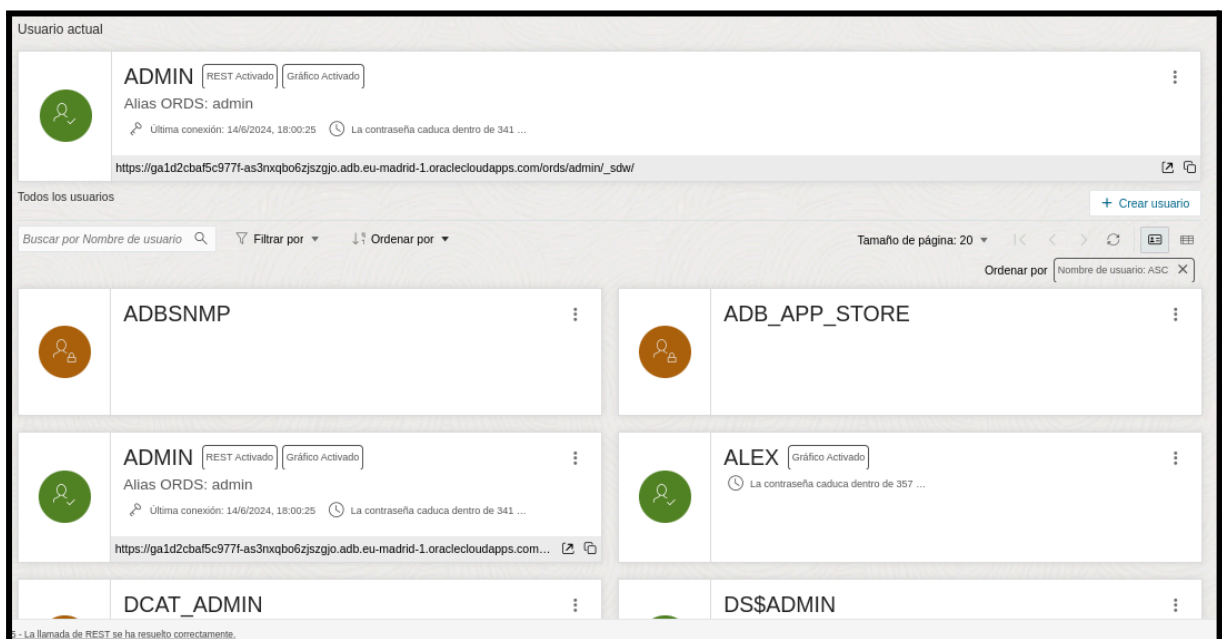 Usuario actual
ADMIN REST Activado Gráfico Activado
Alias ORDS: admin
Última conexión: 14/6/2024, 18:00:25 La contraseña caduca dentro de 341 ...
https://ga1d2cbaf5c977f-as3nxqbo6zjszgjo.adb.eu-madrid-1.oraclecloudapps.com/ords/admin/_sdw/
Todos los usuarios
+ Crear usuario
Buscar por Nombre de usuario Filtrar por Ordenar por Tamaño de página: 20
Ordenar por Nombre de usuario: ASC
ADBSNMP
ADB_APP_STORE
ADMIN REST Activado Gráfico Activado
Alias ORDS: admin
Última conexión: 14/6/2024, 18:00:25 La contraseña caduca dentro de 341 ...
https://ga1d2cbaf5c977f-as3nxqbo6zjszgjo.adb.eu-madrid-1.oraclecloudapps.com...
ALEX Gráfico Activado
La contraseña caduca dentro de 357 ...
DCAT_ADMIN
DS$ADMIN
- La llamada de REST se ha resuelto correctamente.